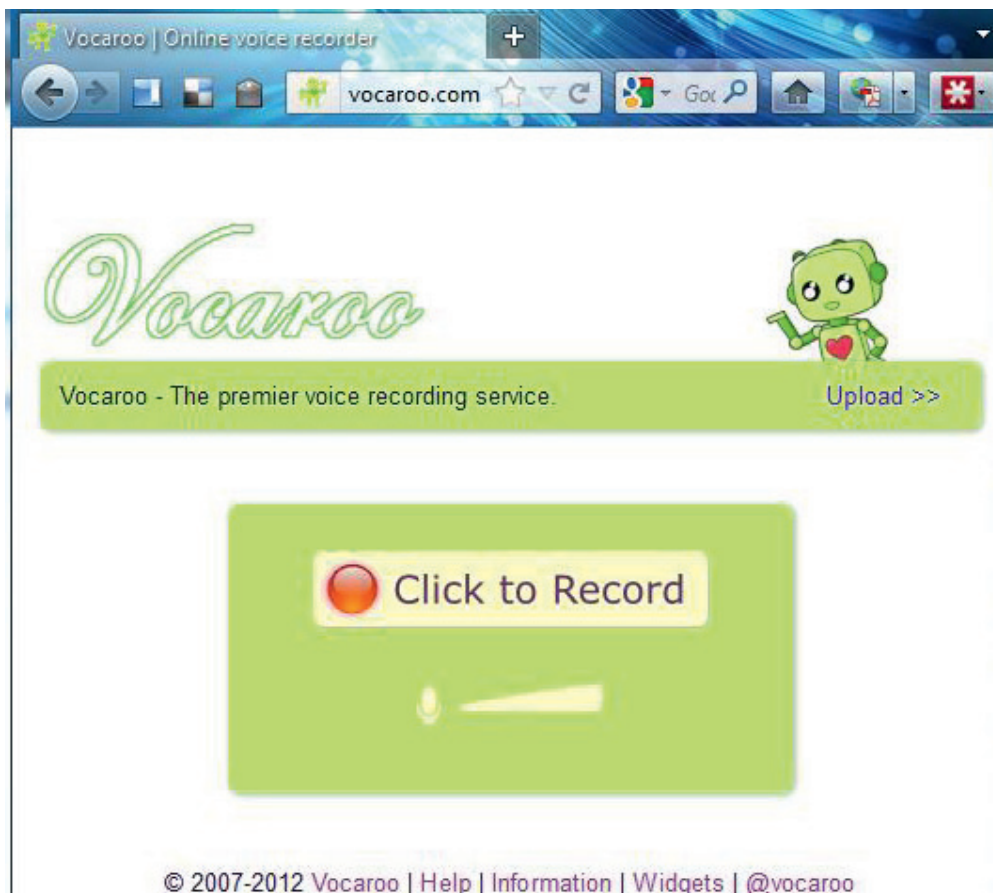 Vocaroo | Online voice recorder
vocaroo.com
Vocaroo
Vocaroo - The premier voice recording service.
Upload >>
Click to Record
© 2007-2012 Vocaroo | Help | Information | Widgets | @vocaroo